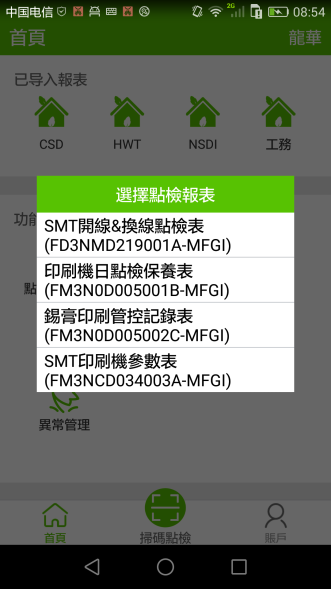 中国电信 2G 08:54
首頁 龍華
已导入報表
CSD HWT NSDI 工務
選擇點檢報表
SMT開線&換線點檢表
(FD3NMD219001A-MFGI)
印刷機日點檢保養表
(FM3N0D005001B-MFGI)
錫膏印刷管控記錄表
(FM3N0D005002C-MFGI)
SMT印刷機參數表
(FM3NCD034003A-MFGI)
功能
點
異常管理
首頁 掃碼點檢 賬戶